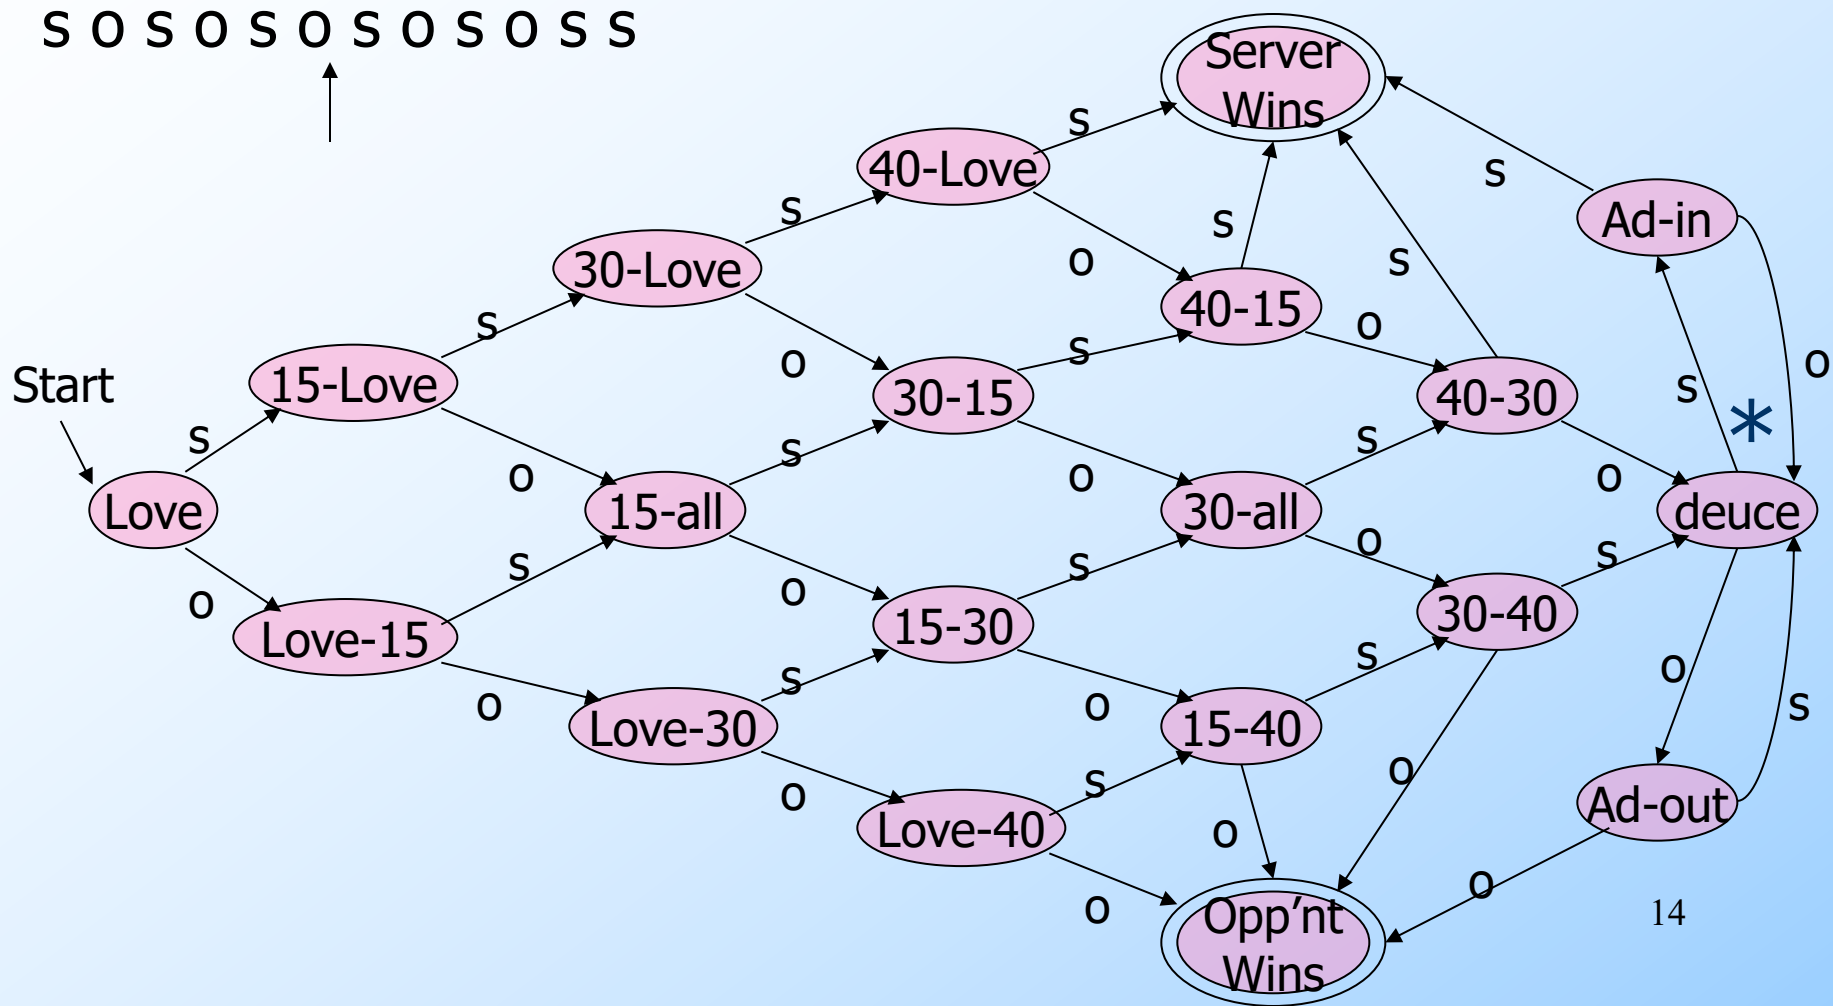 s o s o s o s o s o s s
Server
Wins
s
40-Love
s
s
Ad-in
s
30-Love
o
s
40-15
s
o
s
o
30-15
o
Start
15-Love
40-30
s
*
s
o
s
s
o
o
Love
15-all
30-all
deuce
s
o
s
o
s
o
Love-15
15-30
30-40
s
s
o
o
o
s
Love-30
15-40
o
s
o
Love-40
o
Ad-out
o
o
Opp’nt
Wins
o
14